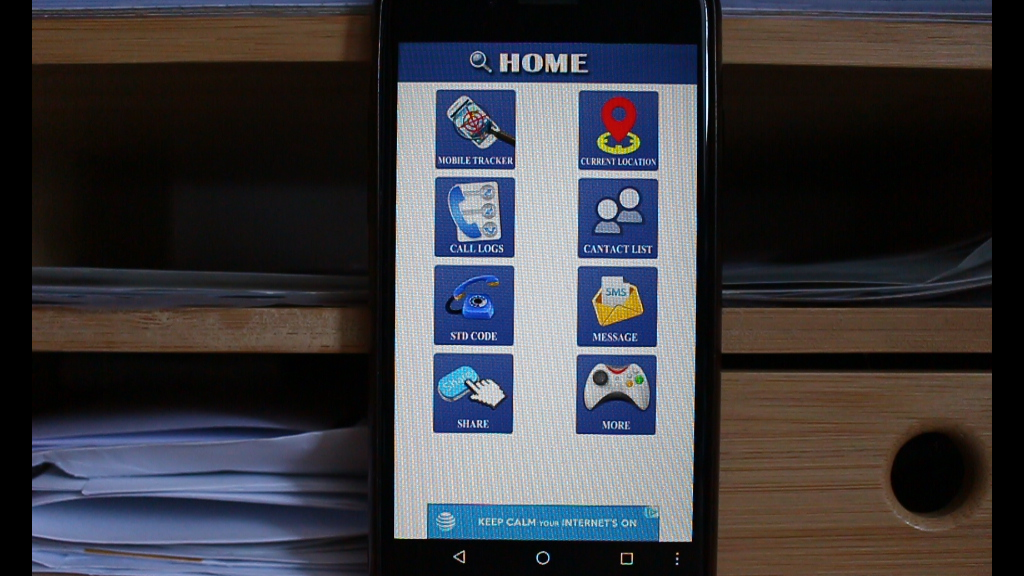 HOME
MOBILE TRACKER
CURRENT LOCATION
CALL LOGS
CANTACT LIST
STD CODE
SMS
MESSAGE
Share
SHARE
MORE
KEEP CALM YOUR INTERNET'S ON